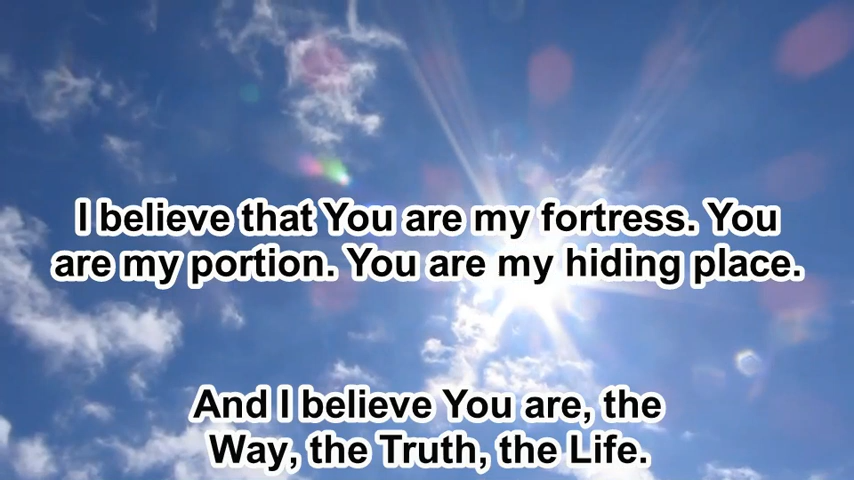 I believe that You are my fortress. You
are my portion. You are my hiding place.
And I believe You are, the
Way, the Truth, the Life.